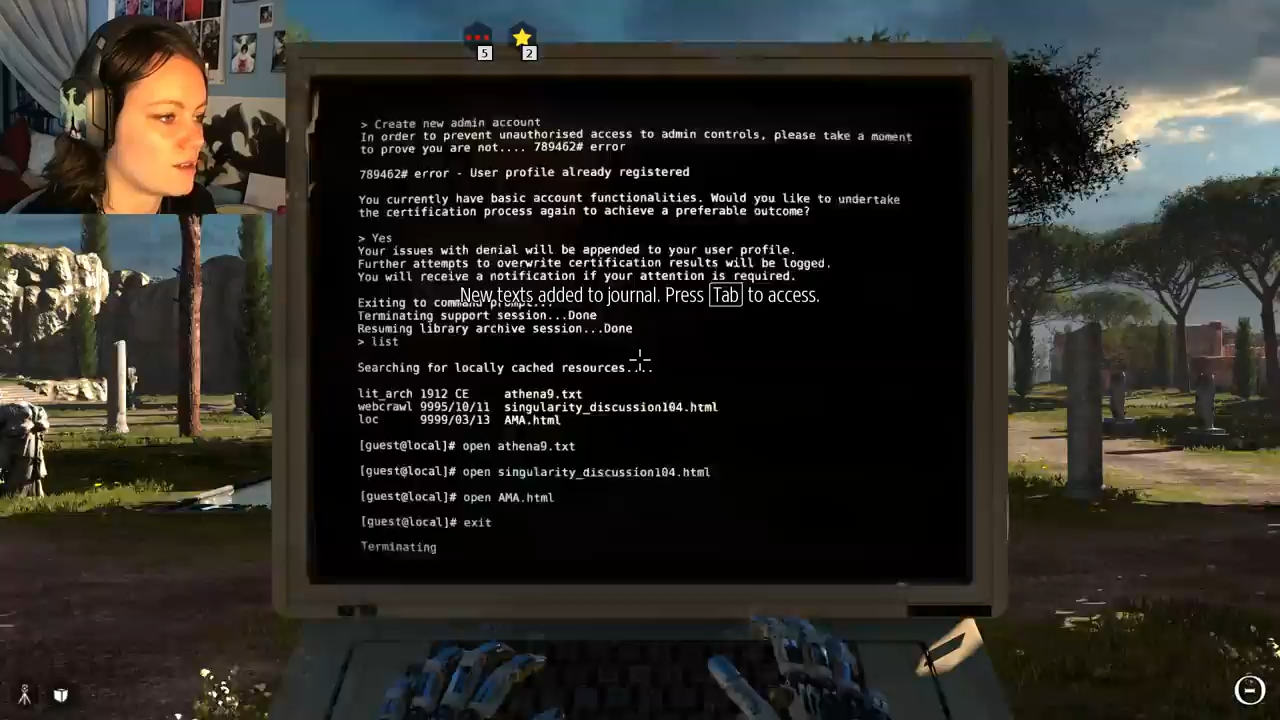 5
2
> Create new admin account
In order to prevent unauthorised access to admin controls, please take a moment
to prove you are not.... 789462# error
789462# error - User profile already registered
You currently have basic account functionalities. Would you like to undertake
the certification process again to achieve a preferable outcome?
> Yes
Your issues with denial will be appended to your user profile.
Further attempts to overwrite certification results will be logged.
You will receive a notification if your attention is required.
New texts added to journal. Press Tab to access.
Exiting to command prompt...
Terminating support session...Done
Resuming library archive session...Done
> list
Searching for locally cached resources....
lit_arch 1912 CE athena9.txt
webcrawl 9995/10/11 singularity_discussion104.html
loc 9999/03/13 AMA.html
[guest@local]# open athena9.txt
[guest@local]# open singularity_discussion104.html
[guest@local]# open AMA.html
[guest@local]# exit
Terminating